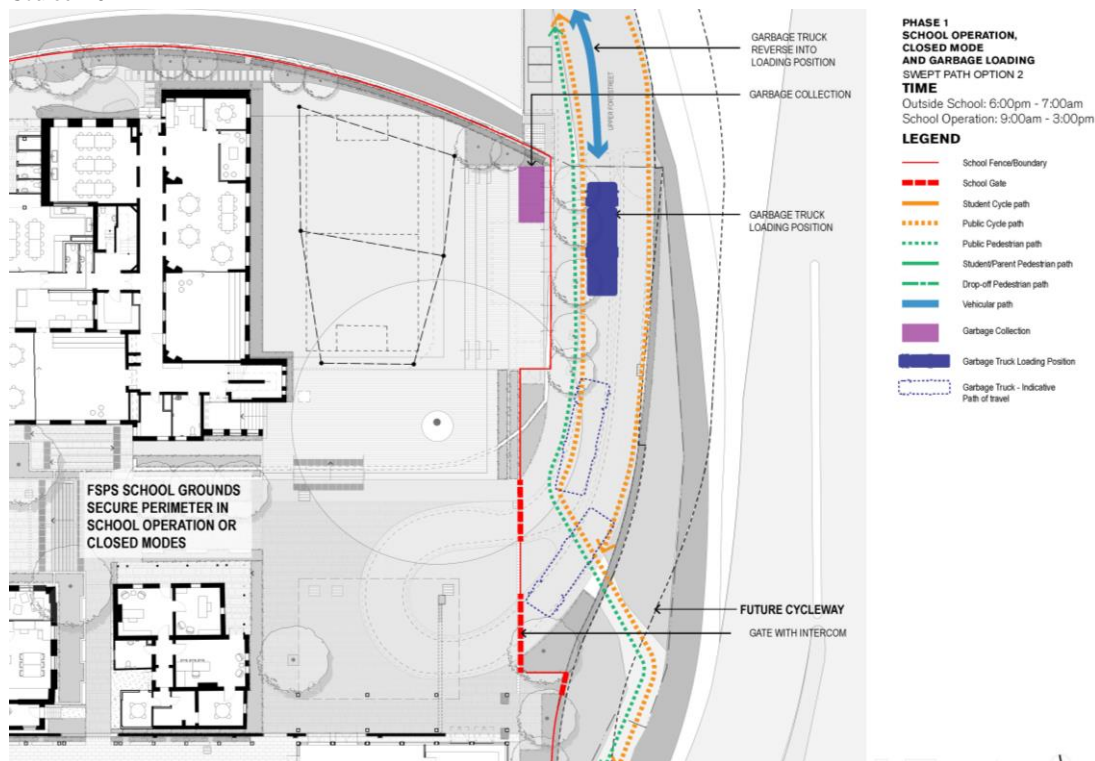 GARBAGE TRUCK
REVERSE INTO
LOADING POSITION
GARBAGE COLLECTION
UPPER FORT STREET
GARBAGE TRUCK
LOADING POSITION
FSPS SCHOOL GROUNDS
SECURE PERIMETER IN
SCHOOL OPERATION OR
CLOSED MODES
FUTURE CYCLEWAY
GATE WITH INTERCOM
PHASE 1
SCHOOL OPERATION,
CLOSED MODE
AND GARBAGE LOADING
SWEPT PATH OPTION 2
TIME
Outside School: 6:00pm - 7:00am
School Operation: 9:00am - 3:00pm
LEGEND
School Fence/Boundary
School Gate
Student Cycle path
Public Cycle path
Public Pedestrian path
Student/Parent Pedestrian path
Drop-off Pedestrian path
Vehicular path
Garbage Collection
Garbage Truck Loading Position
Garbage Truck - Indicative
Path of travel